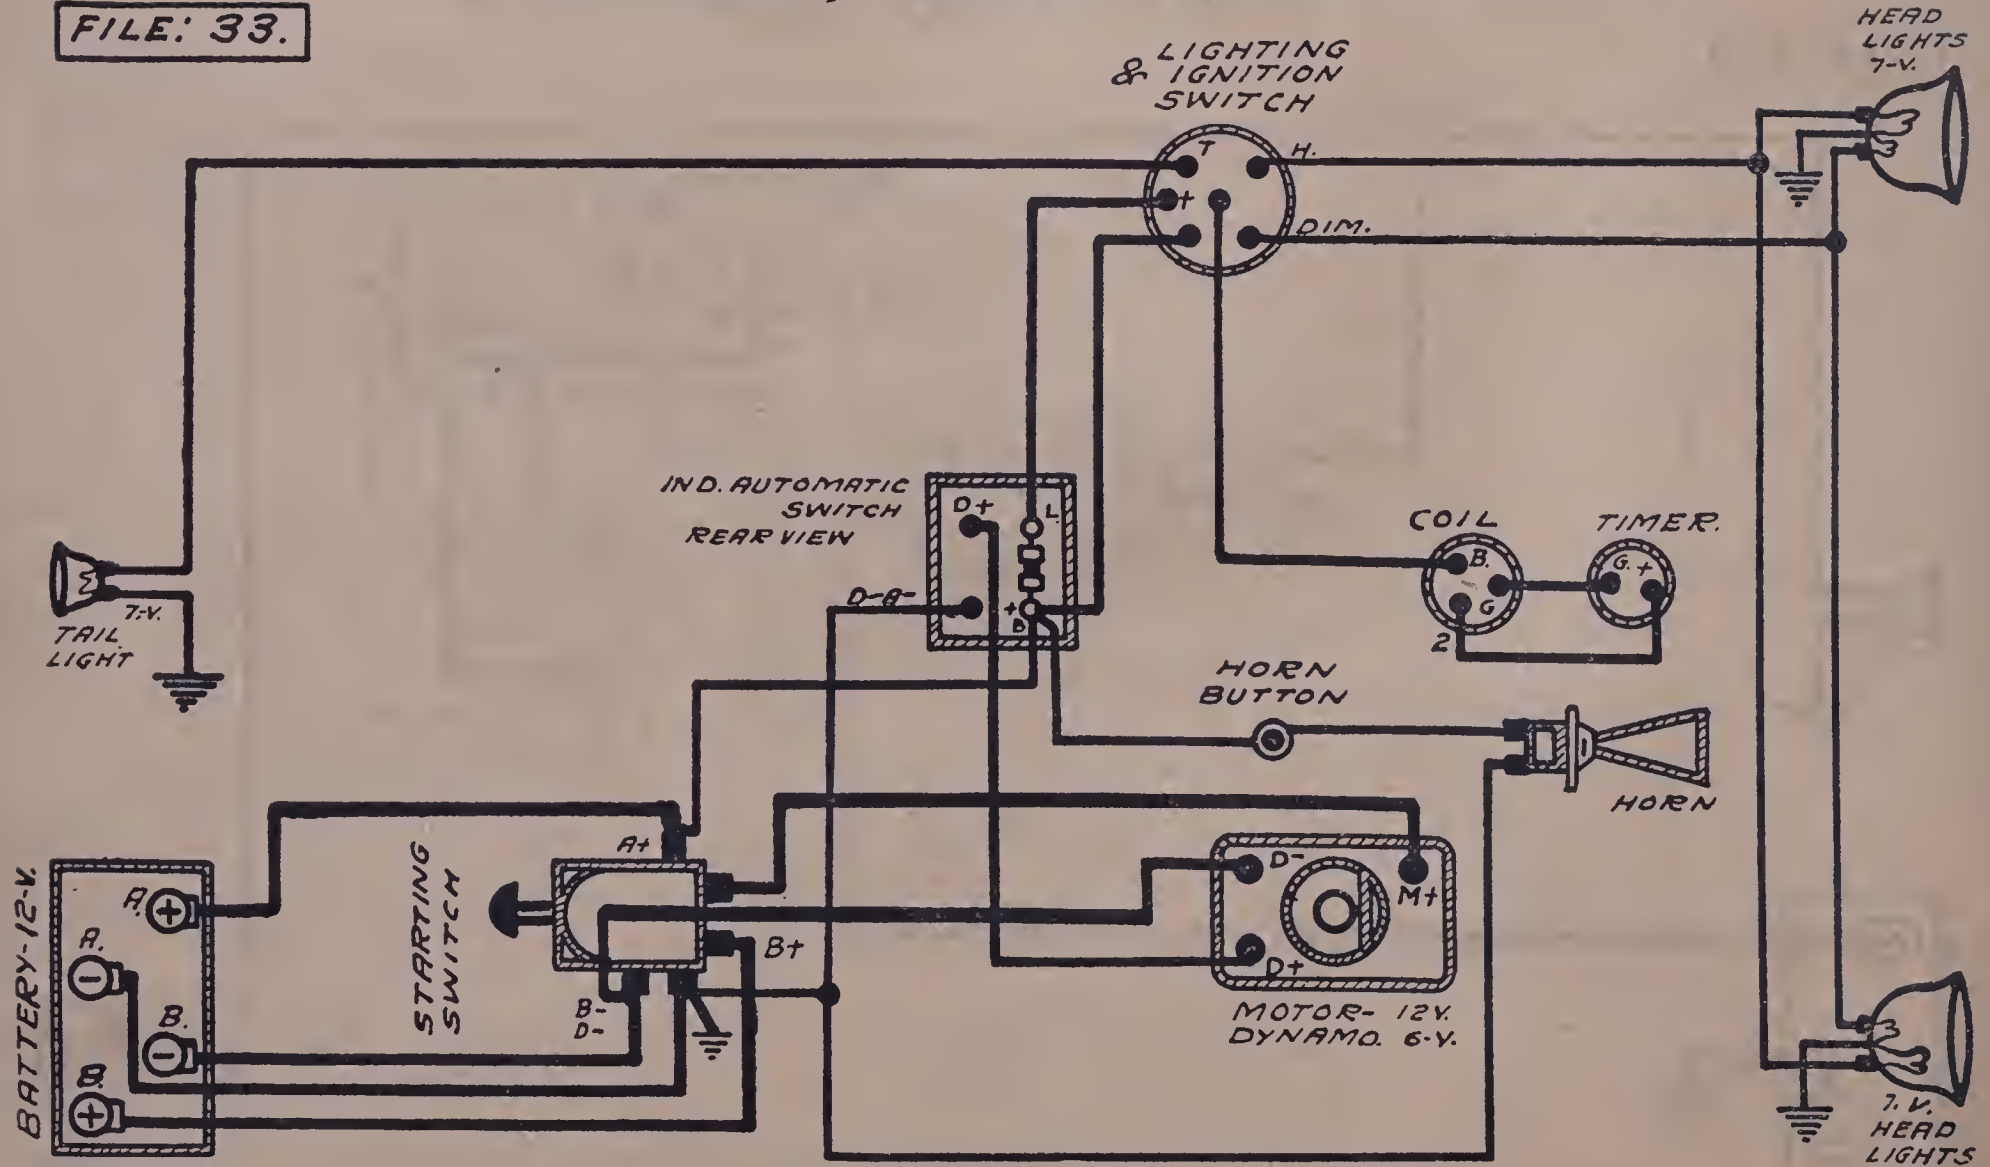 FILE: 33.
HEAD
LIGHTS
7-V.
LIGHTING
& IGNITION
SWITCH
T
H.
+
DIM.
IND. AUTOMATIC
SWITCH
REAR VIEW
D+
L
D-A-
+
B
COIL
TIMER.
B.
G.+
G
2
7.-V.
TAIL
LIGHT
HORN
BUTTON
HORN
BATTERY-12-V.
A.
+
A.
-
B.
-
B.
+
STARTING
SWITCH
A+
B+
B-
D-
D-
M+
D+
MOTOR- 12V.
DYNAMO. 6-V.
7. V.
HEAD
LIGHTS